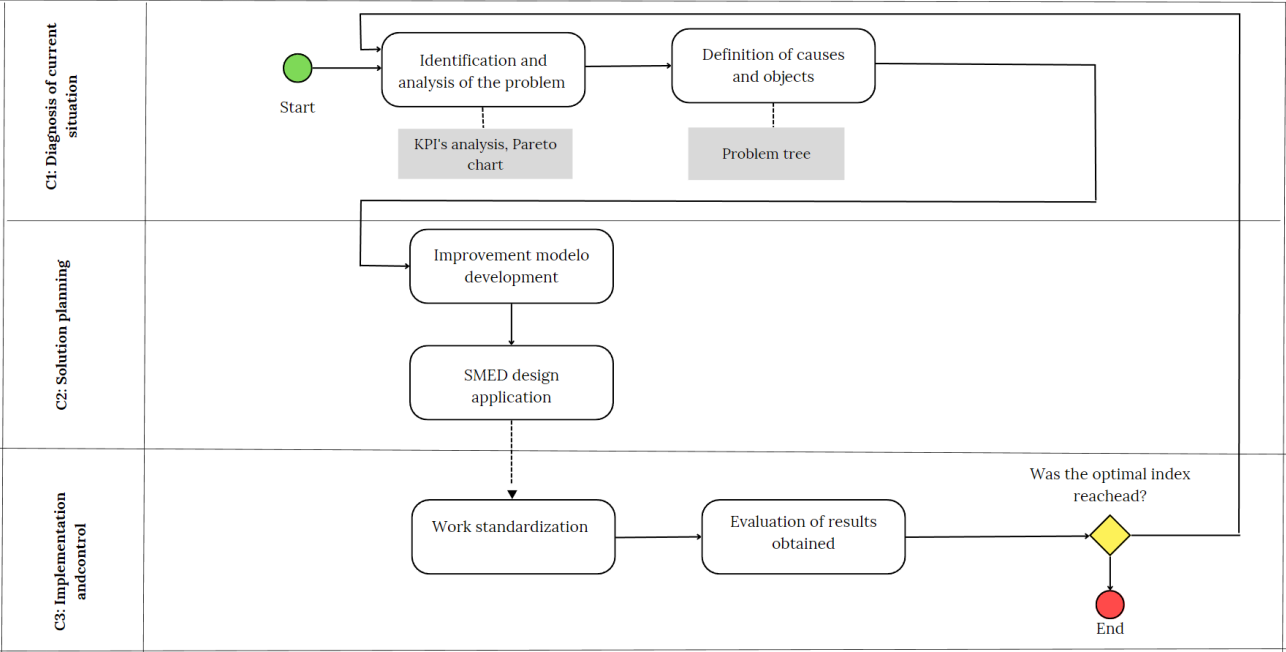 C1: Diagnosis of current
situation
Start
Identification and
analysis of the problem
KPI's analysis, Pareto
chart
Definition of causes
and objects
Problem tree
C2: Solution planning
Improvement modelo
development
SMED design
application
C3: Implementation
andcontrol
Work standardization
Evaluation of results
obtained
Was the optimal index
reachead?
End